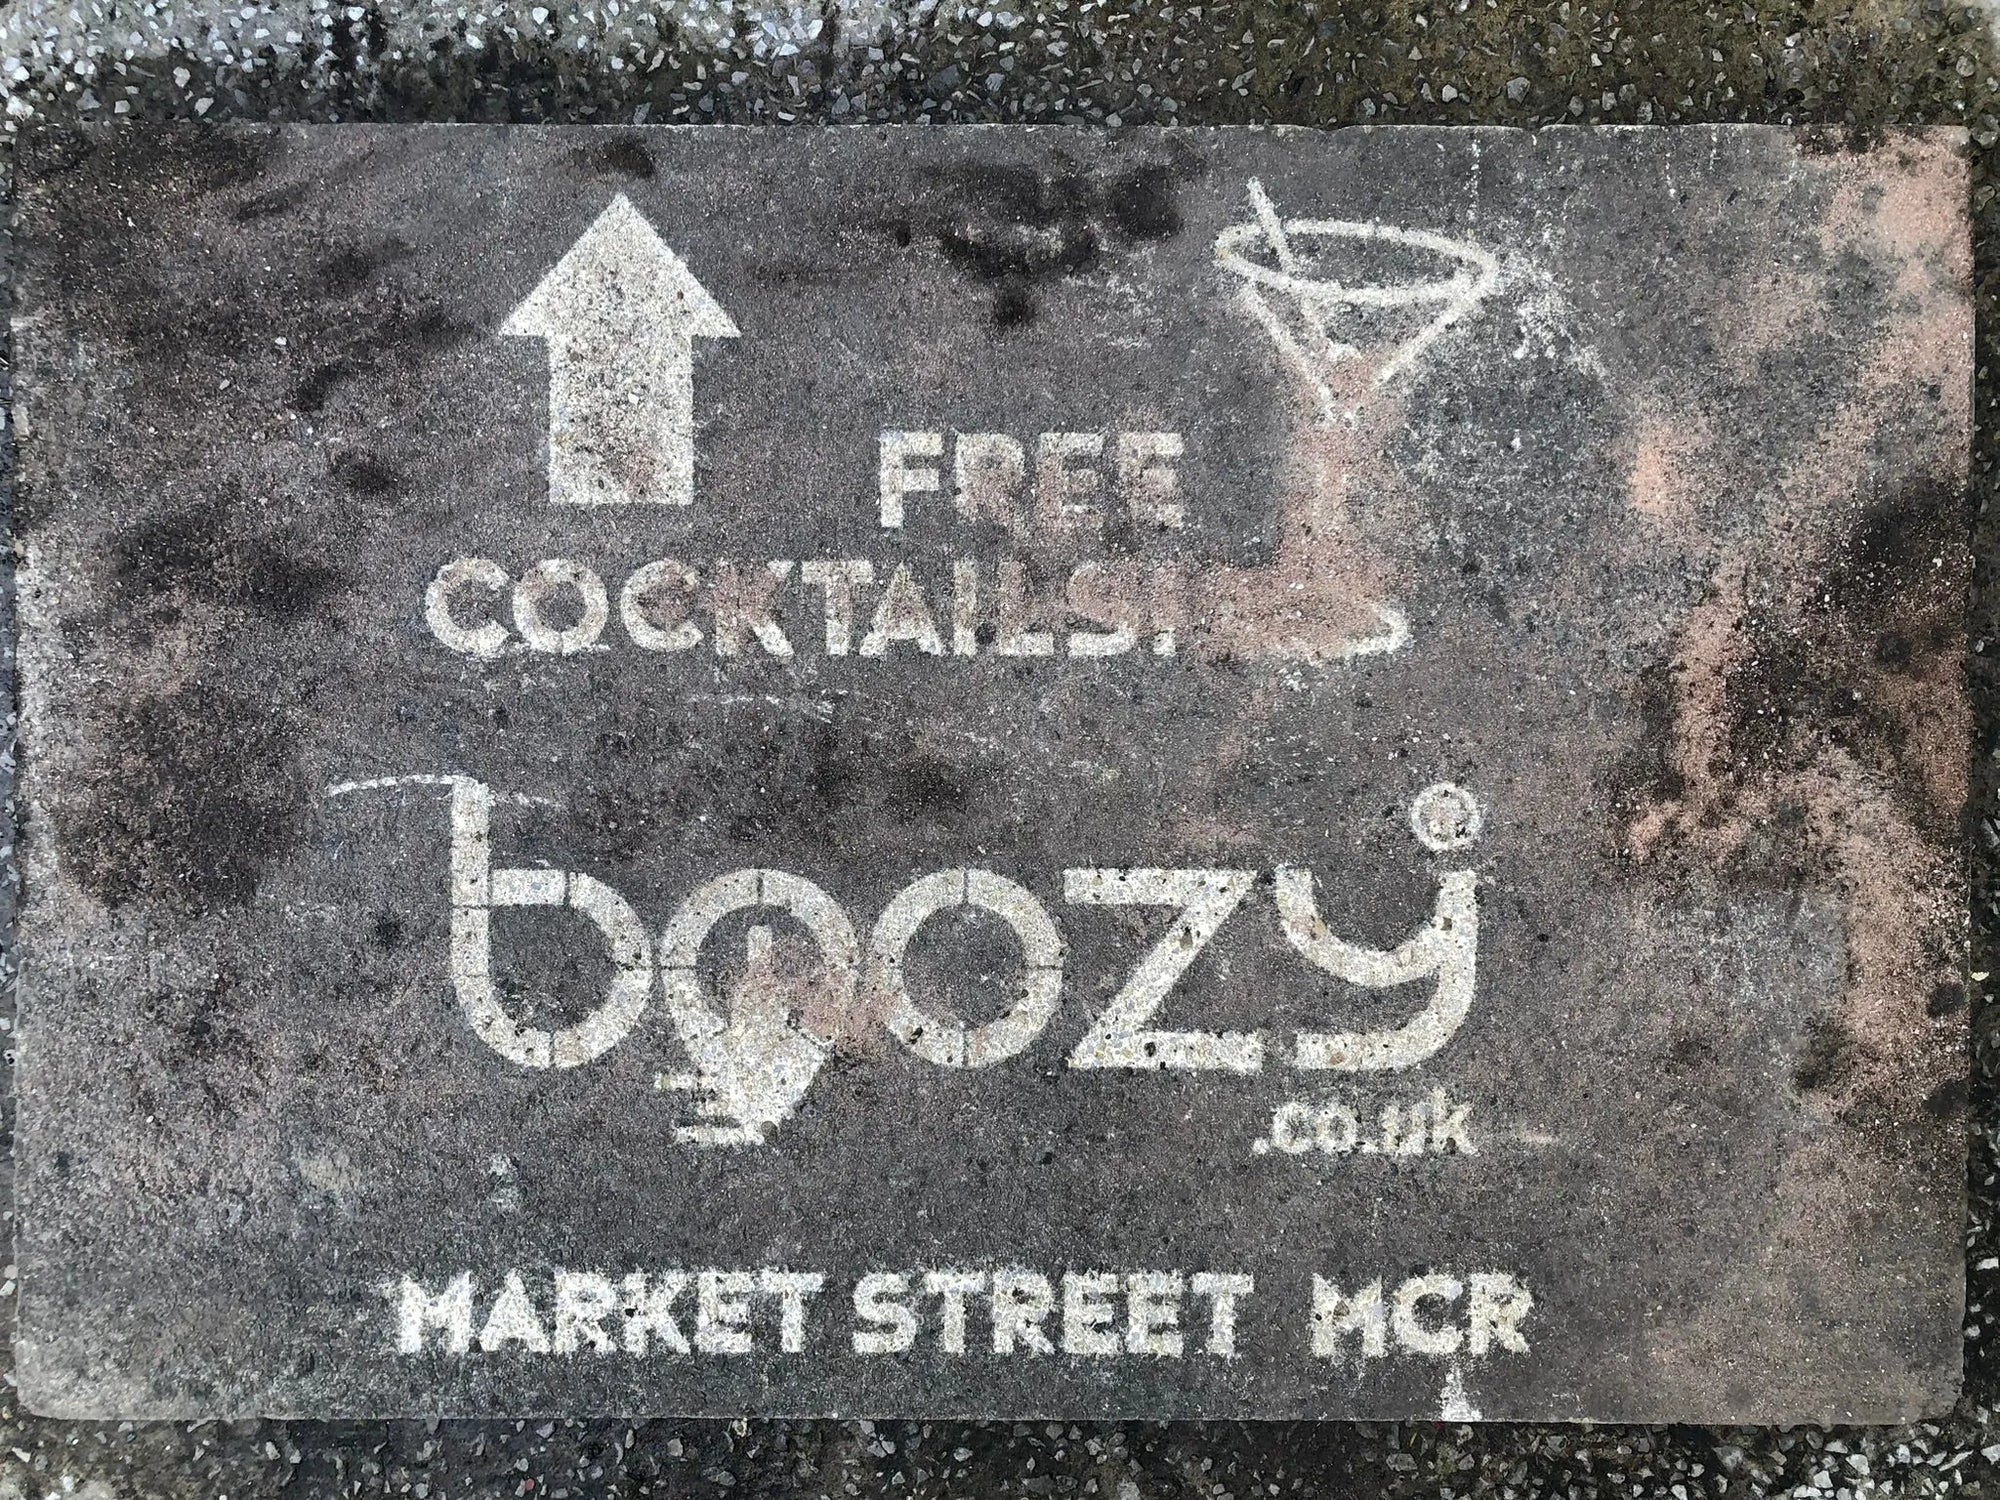 FREE
COCKTAILS!
boozy
.co.uk
MARKET STREET MCR